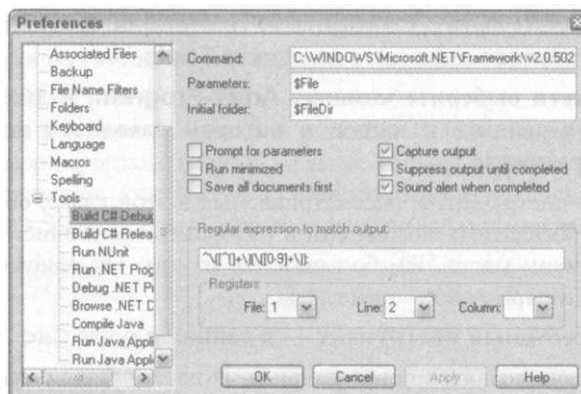 Preferences
Associated Files
Backup
File Name Filters
Folders
Keyboard
Language
Macros
Spelling
Tools
Build C# Debug
Build C# Relea
Run NUnit
Run .NET Prog
Debug .NET Pr
Browse .NET D
Compile Java
Run Java Appli
Run Java Apple
Command: C:\WINDOWS\Microsoft.NET\Framework\v2.0.502
Parameters: $File
Initial folder: $FileDir
Prompt for parameters
Capture output
Run minimized
Suppress output until completed
Save all documents first
Sound alert when completed
Regular expression to match output:
^\([^(]+\)(\([0-9]+\)):
Registers:
File: 1 Line: 2 Column:
OK Cancel Apply Help